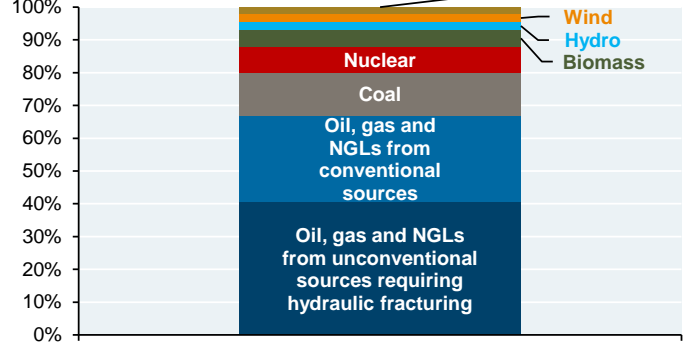 100%
90%
80%
70%
60%
50%
40%
30%
20%
10%
0%
Wind
Hydro
Biomass
Nuclear
Coal
Oil, gas and
NGLs from
conventional
sources
Oil, gas and NGLs
from unconventional
sources requiring
hydraulic fracturing